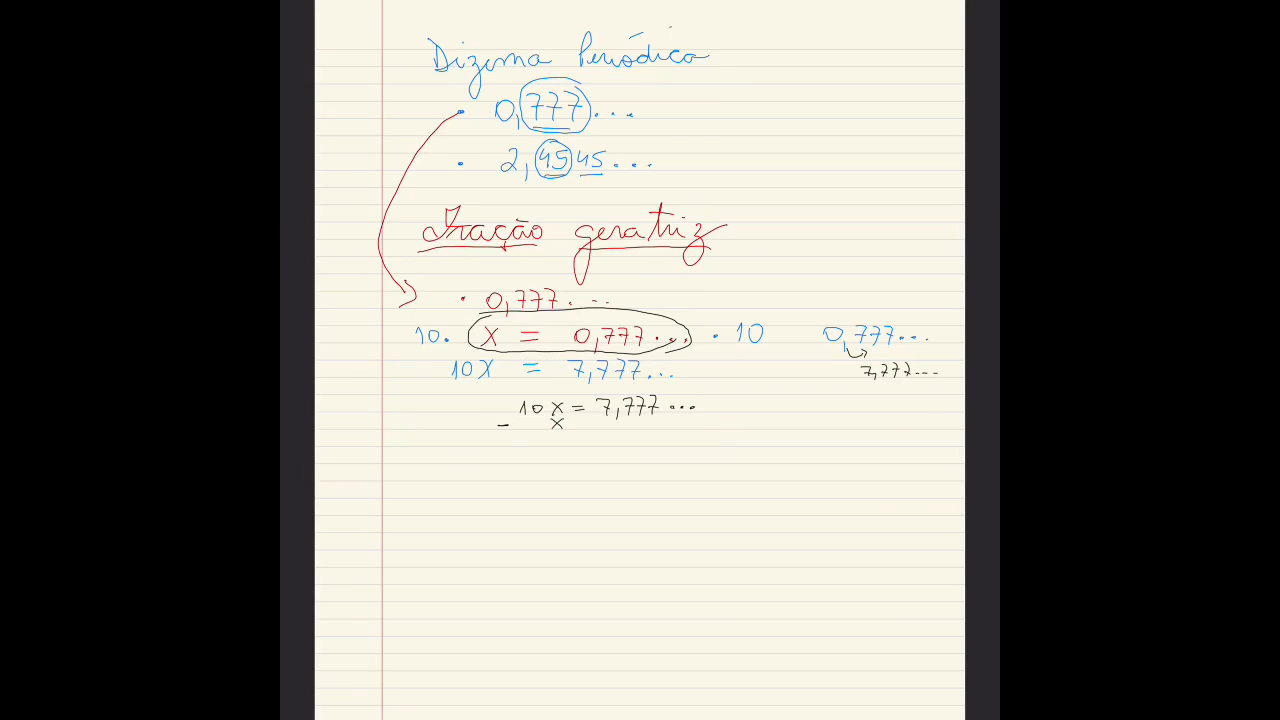 Dizema Periódica
• 0,777...
• 2,4545...
Fração geratriz
• 0,777....
10. x = 0,777... . 10
0,777...
10x = 7,777...
7,777...
10x = 7,777...
- x